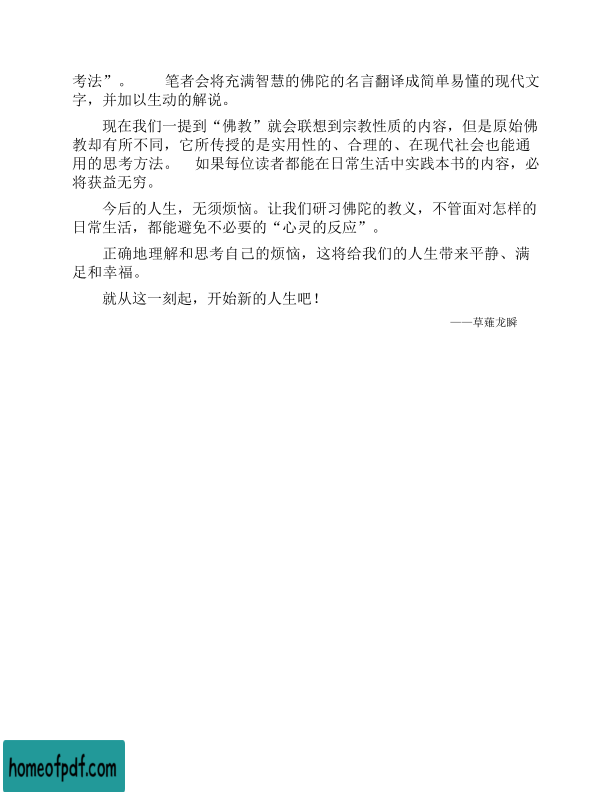 考法”。　　笔者会将充满智慧的佛陀的名言翻译成简单易懂的现代文
字，并加以生动的解说。
现在我们一提到“佛教”就会联想到宗教性质的内容，但是原始佛
教却有所不同，它所传授的是实用性的、合理的、在现代社会也能通
用的思考方法。　如果每位读者都能在日常生活中实践本书的内容，必
将获益无穷。
今后的人生，无须烦恼。让我们研习佛陀的教义，不管面对怎样的
日常生活，都能避免不必要的“心灵的反应”。
正确地理解和思考自己的烦恼，这将给我们的人生带来平静、满
足和幸福。
就从这一刻起，开始新的人生吧！
——草薙龙瞬
homeofpdf.com